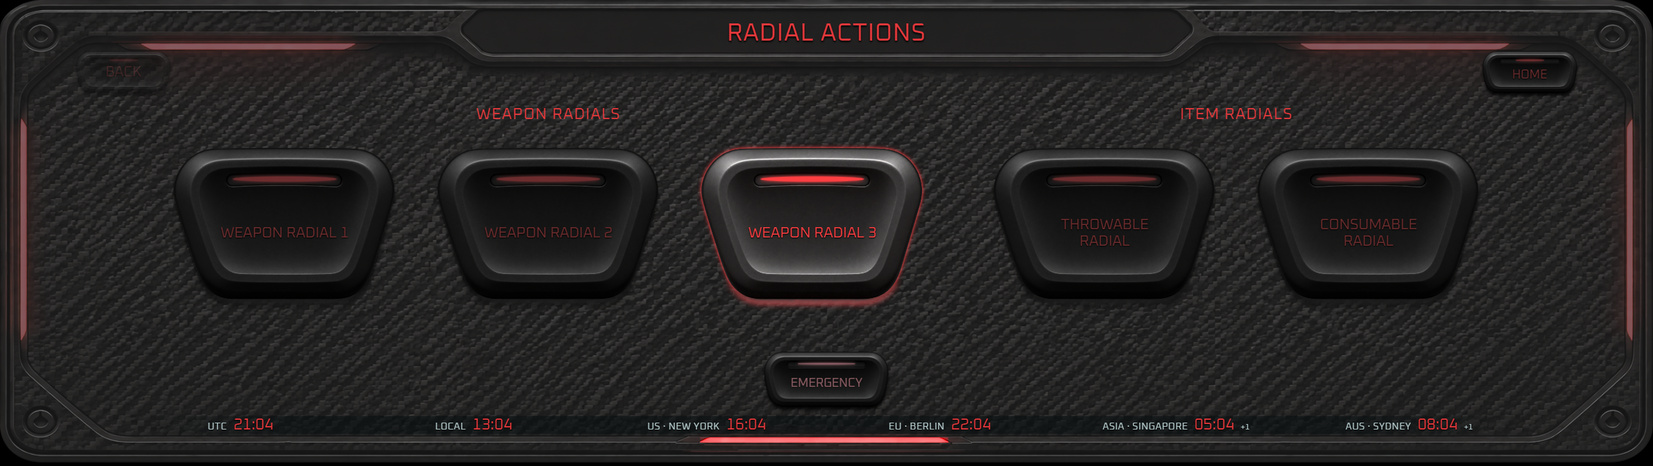 RADIAL ACTIONS
BACK
HOME
WEAPON RADIALS
ITEM RADIALS
WEAPON RADIAL 1
WEAPON RADIAL 2
WEAPON RADIAL 3
THROWABLE
RADIAL
CONSUMABLE
RADIAL
EMERGENCY
UTC 21:04
LOCAL 13:04
US · NEW YORK 16:04
EU · BERLIN 22:04
ASIA · SINGAPORE 05:04 +1
AUS · SYDNEY 08:04 +1